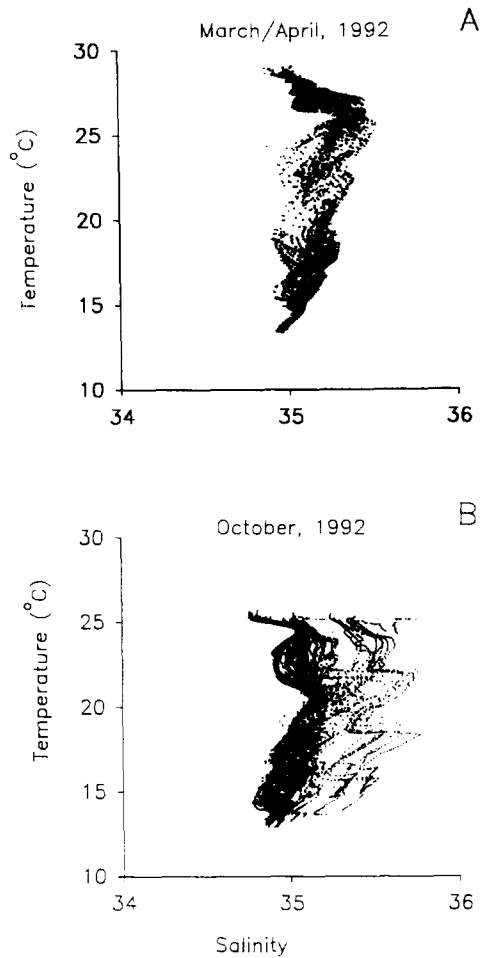 A
March/April, 1992
30
25
20
15
10
Temperature (°C)
34
35
36
B
October, 1992
30
25
20
15
10
Temperature (°C)
34
35
36
Salinity